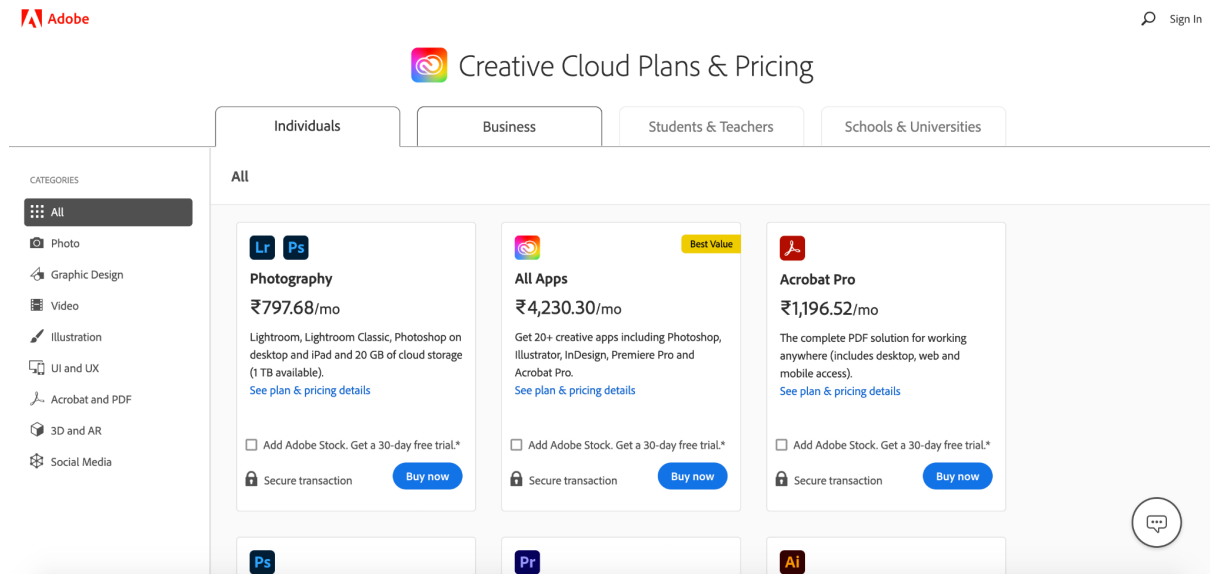 Adobe
Sign In
Creative Cloud Plans & Pricing
Individuals
Business
Students & Teachers
Schools & Universities
CATEGORIES
All
Photo
Graphic Design
Video
Illustration
UI and UX
Acrobat and PDF
3D and AR
Social Media
All
Lr Ps
Photography
₹797.68/mo
Lightroom, Lightroom Classic, Photoshop on
desktop and iPad and 20 GB of cloud storage
(1 TB available).
See plan & pricing details
Add Adobe Stock. Get a 30-day free trial.*
Secure transaction
Buy now
Best Value
All Apps
₹4,230.30/mo
Get 20+ creative apps including Photoshop,
Illustrator, InDesign, Premiere Pro and
Acrobat Pro.
See plan & pricing details
Add Adobe Stock. Get a 30-day free trial.*
Secure transaction
Buy now
Acrobat Pro
₹1,196.52/mo
The complete PDF solution for working
anywhere (includes desktop, web and
mobile access).
See plan & pricing details
Add Adobe Stock. Get a 30-day free trial.*
Secure transaction
Buy now
Ps
Pr
Ai